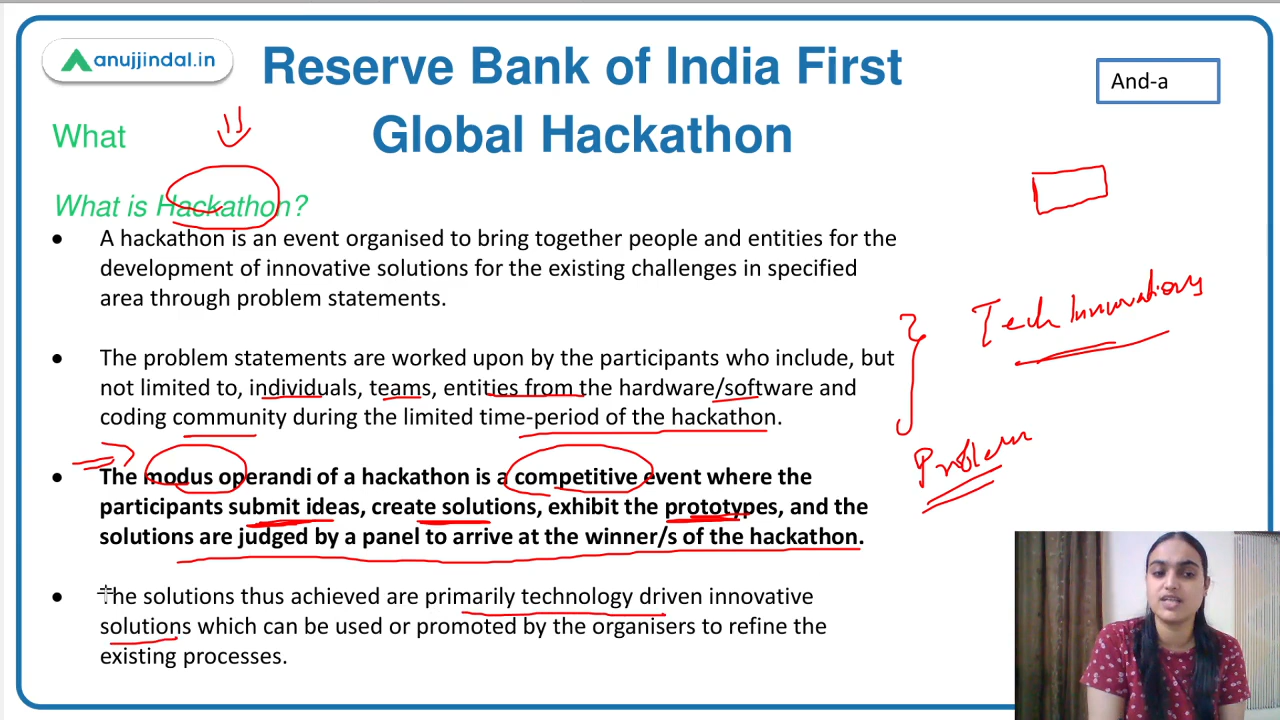 anujjindal.in
Reserve Bank of India First
Global Hackathon
And-a
What
What is Hackathon?
• A hackathon is an event organised to bring together people and entities for the
development of innovative solutions for the existing challenges in specified
area through problem statements.
• The problem statements are worked upon by the participants who include, but
not limited to, individuals, teams, entities from the hardware/software and
coding community during the limited time-period of the hackathon.
Tech Innovations
Problem
• The modus operandi of a hackathon is a competitive event where the
participants submit ideas, create solutions, exhibit the prototypes, and the
solutions are judged by a panel to arrive at the winner/s of the hackathon.
• The solutions thus achieved are primarily technology driven innovative
solutions which can be used or promoted by the organisers to refine the
existing processes.